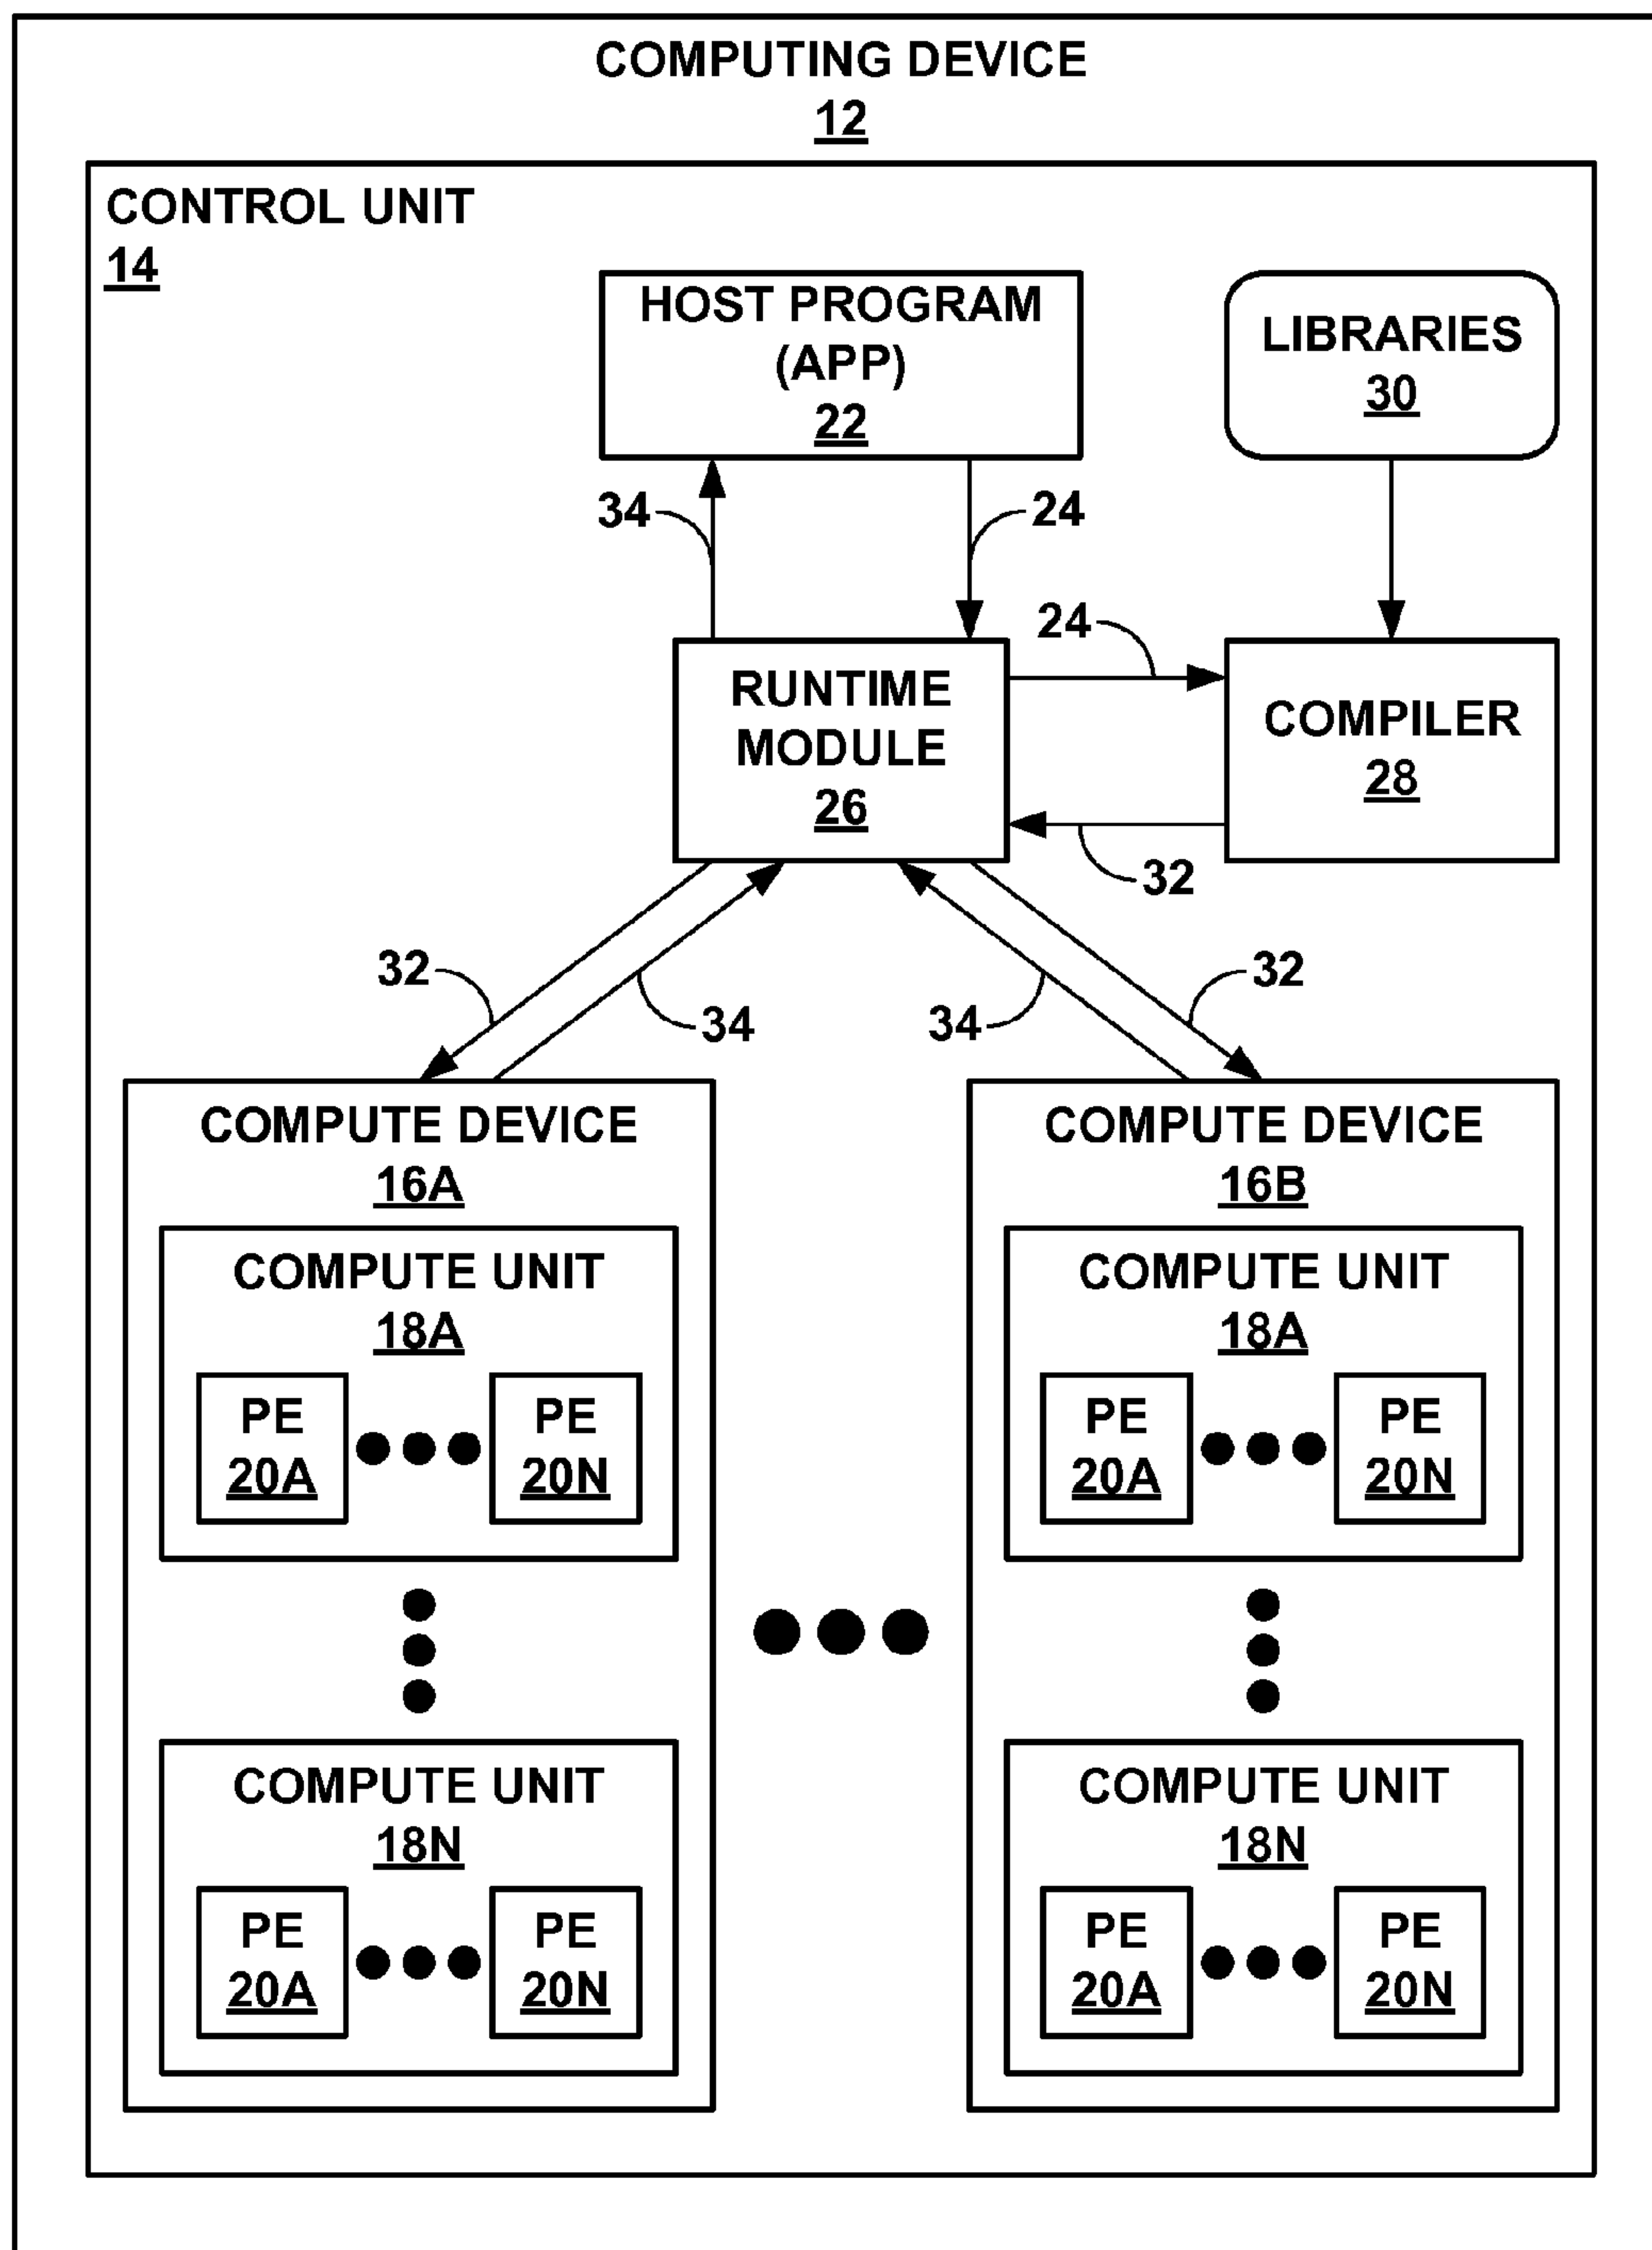 COMPUTING DEVICE
12
CONTROL UNIT
14
HOST PROGRAM
(APP)
22
LIBRARIES
30
34
24
24
RUNTIME
MODULE
26
COMPILER
28
32
32
34
34
32
COMPUTE DEVICE
16A
COMPUTE UNIT
18A
PE
20A
PE
20N
COMPUTE UNIT
18N
PE
20A
PE
20N
COMPUTE DEVICE
16B
COMPUTE UNIT
18A
PE
20A
PE
20N
COMPUTE UNIT
18N
PE
20A
PE
20N